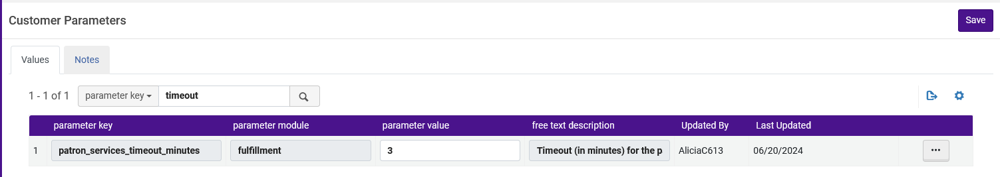 Customer Parameters
Save
Values Notes
1 - 1 of 1 parameter key timeout
parameter key parameter module parameter value free text description Updated By Last Updated
1 patron_services_timeout_minutes fulfillment 3 Timeout (in minutes) for the p AliciaC613 06/20/2024